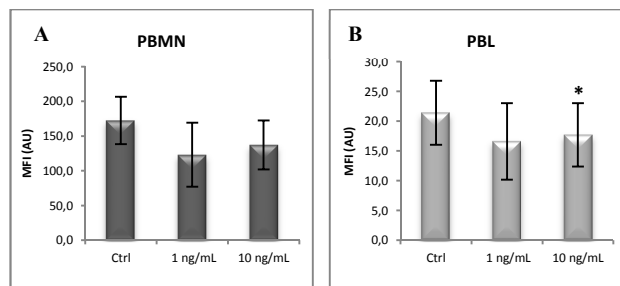 A
PBMN
MFI (AU)
250,0
200,0
150,0
100,0
50,0
0,0
Ctrl 1 ng/mL 10 ng/mL
B
PBL
MFI (AU)
25,0
30,0
20,0
15,0
10,0
5,0
0,0
*
Ctrl 1 ng/mL 10 ng/mL